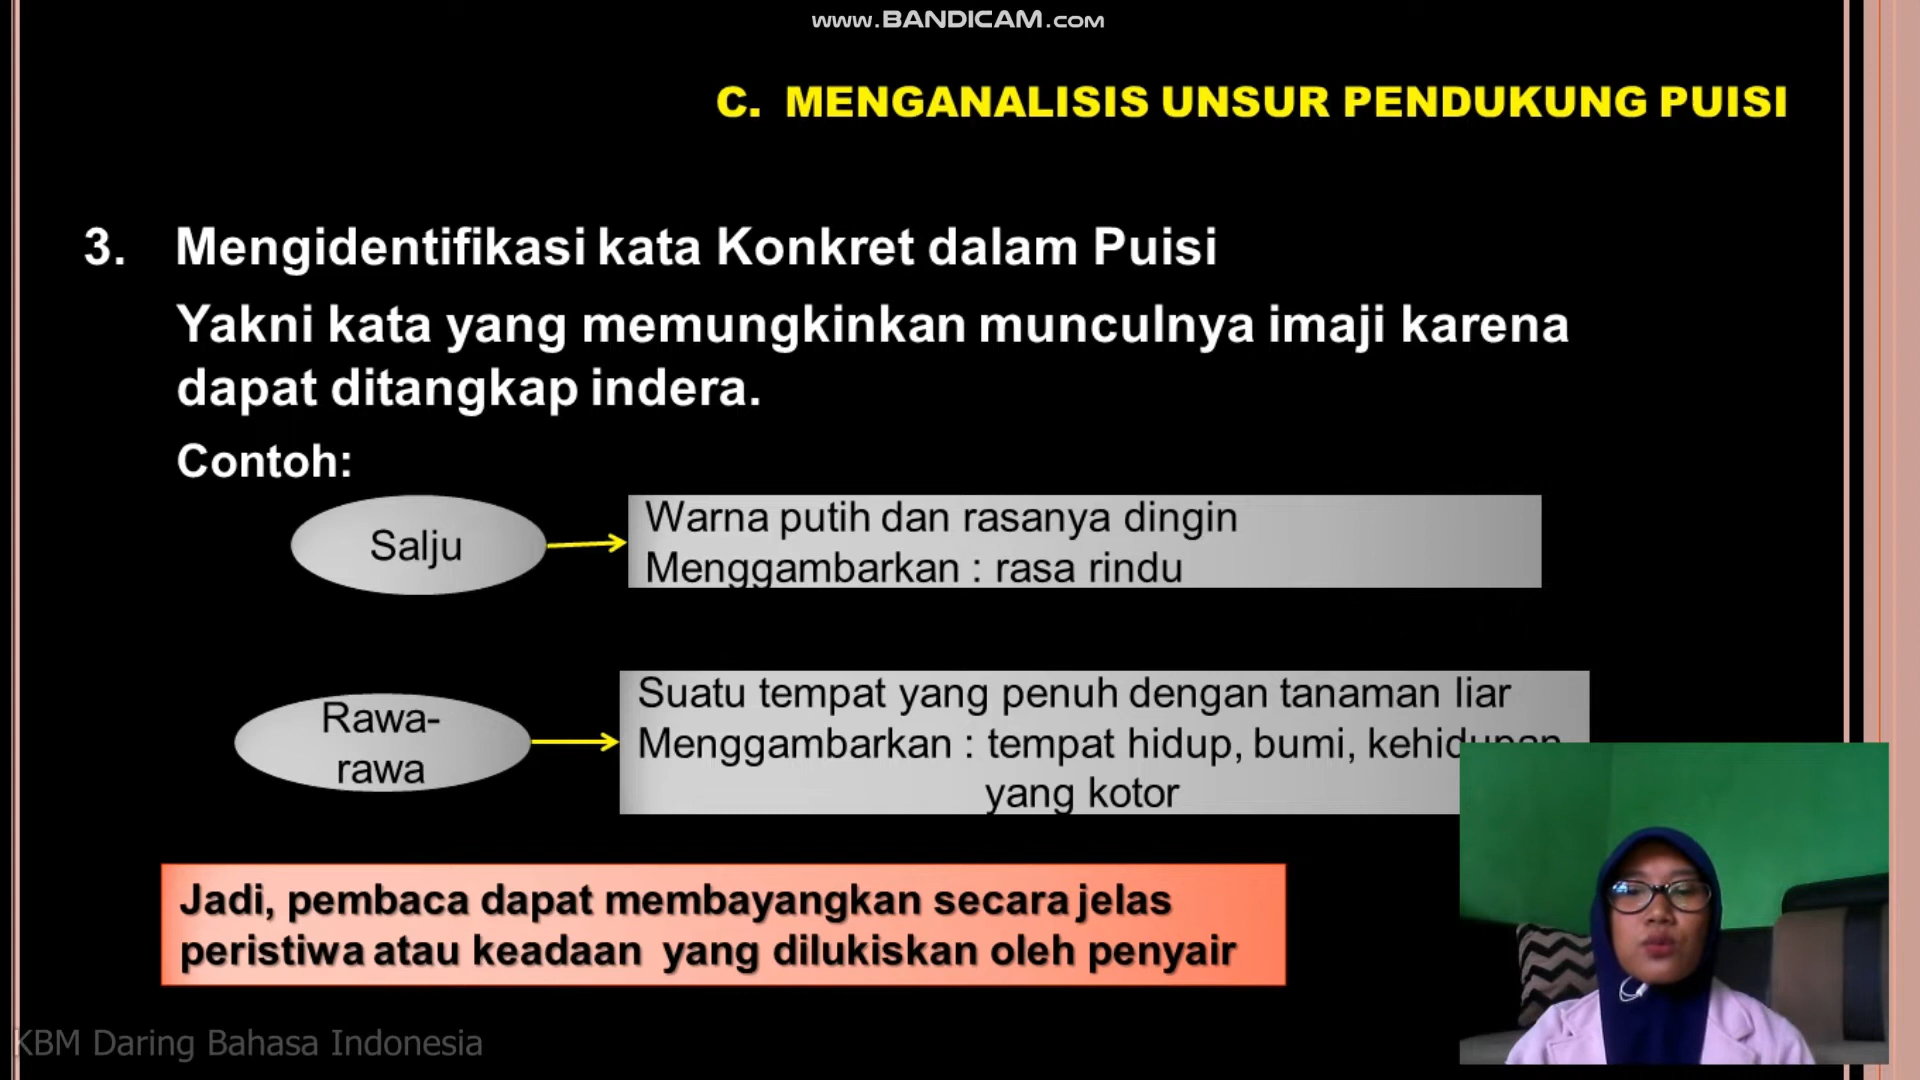 www.BANDICAM.com
C. MENGANALISIS UNSUR PENDUKUNG PUISI
3. Mengidentifikasi kata Konkret dalam Puisi
Yakni kata yang memungkinkan munculnya imaji karena
dapat ditangkap indera.
Contoh:
Salju
Warna putih dan rasanya dingin
Menggambarkan : rasa rindu
Rawa-
rawa
Suatu tempat yang penuh dengan tanaman liar
Menggambarkan : tempat hidup, bumi, kehidupan
yang kotor
Jadi, pembaca dapat membayangkan secara jelas
peristiwa atau keadaan yang dilukiskan oleh penyair
KBM Daring Bahasa Indonesia